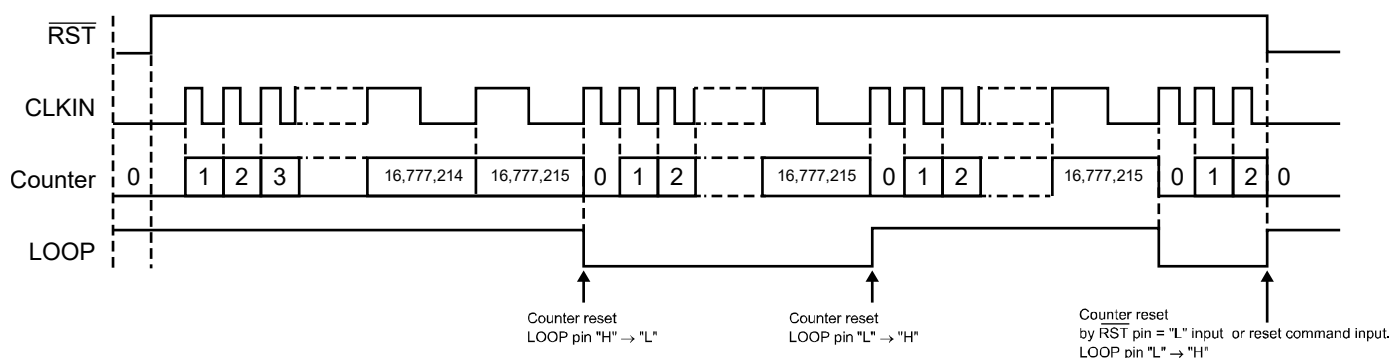 RST
CLKIN
Counter 0 1 2 3 16,777,214 16,777,215 0 1 2 16,777,215 0 1 2 16,777,215 0 1 2 0
LOOP
Counter reset
LOOP pin "H" → "L"
Counter reset
LOOP pin "L" → "H"
Counter reset
by RST pin = "L" input or reset command input.
LOOP pin "L" → "H"